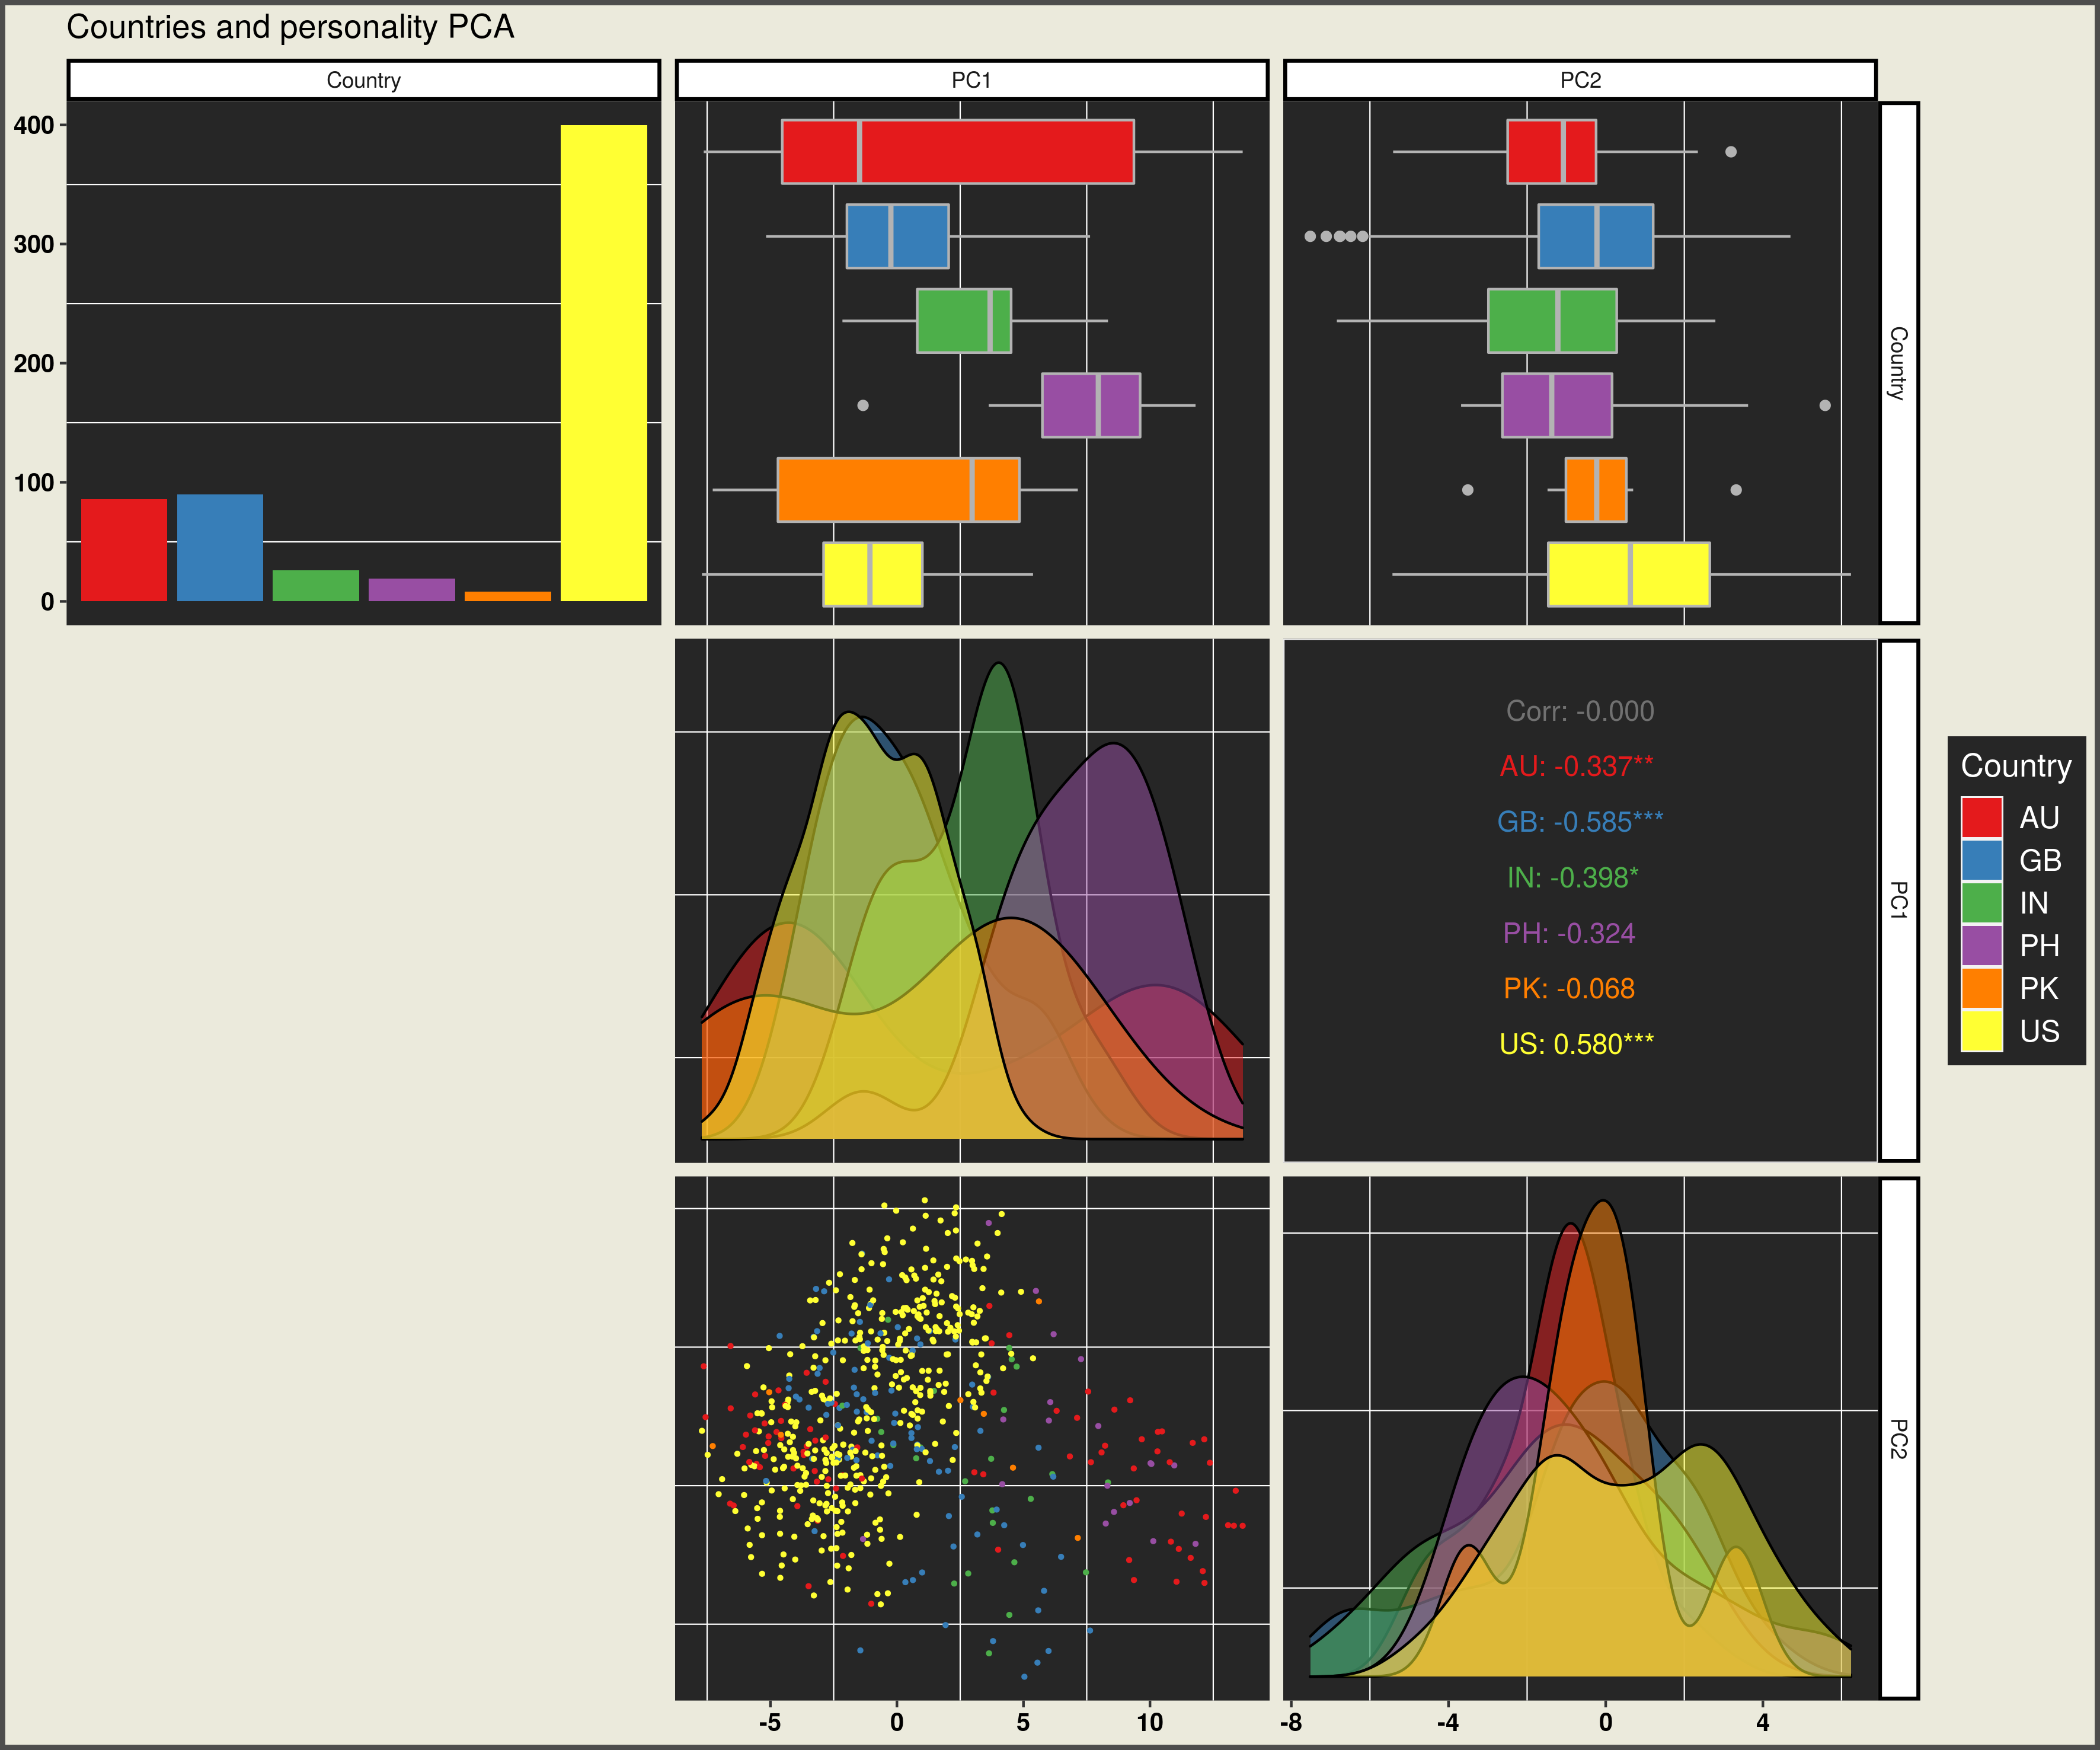 Countries and personality PCA
Country
PC1
PC2
400
300
200
100
0
Country
Corr: -0.000
AU: -0.337**
GB: -0.585***
IN: -0.398*
PH: -0.324
PK: -0.068
US: 0.580***
PC1
Country
AU
GB
IN
PH
PK
US
PC2
-5
0
5
10
-8
-4
0
4